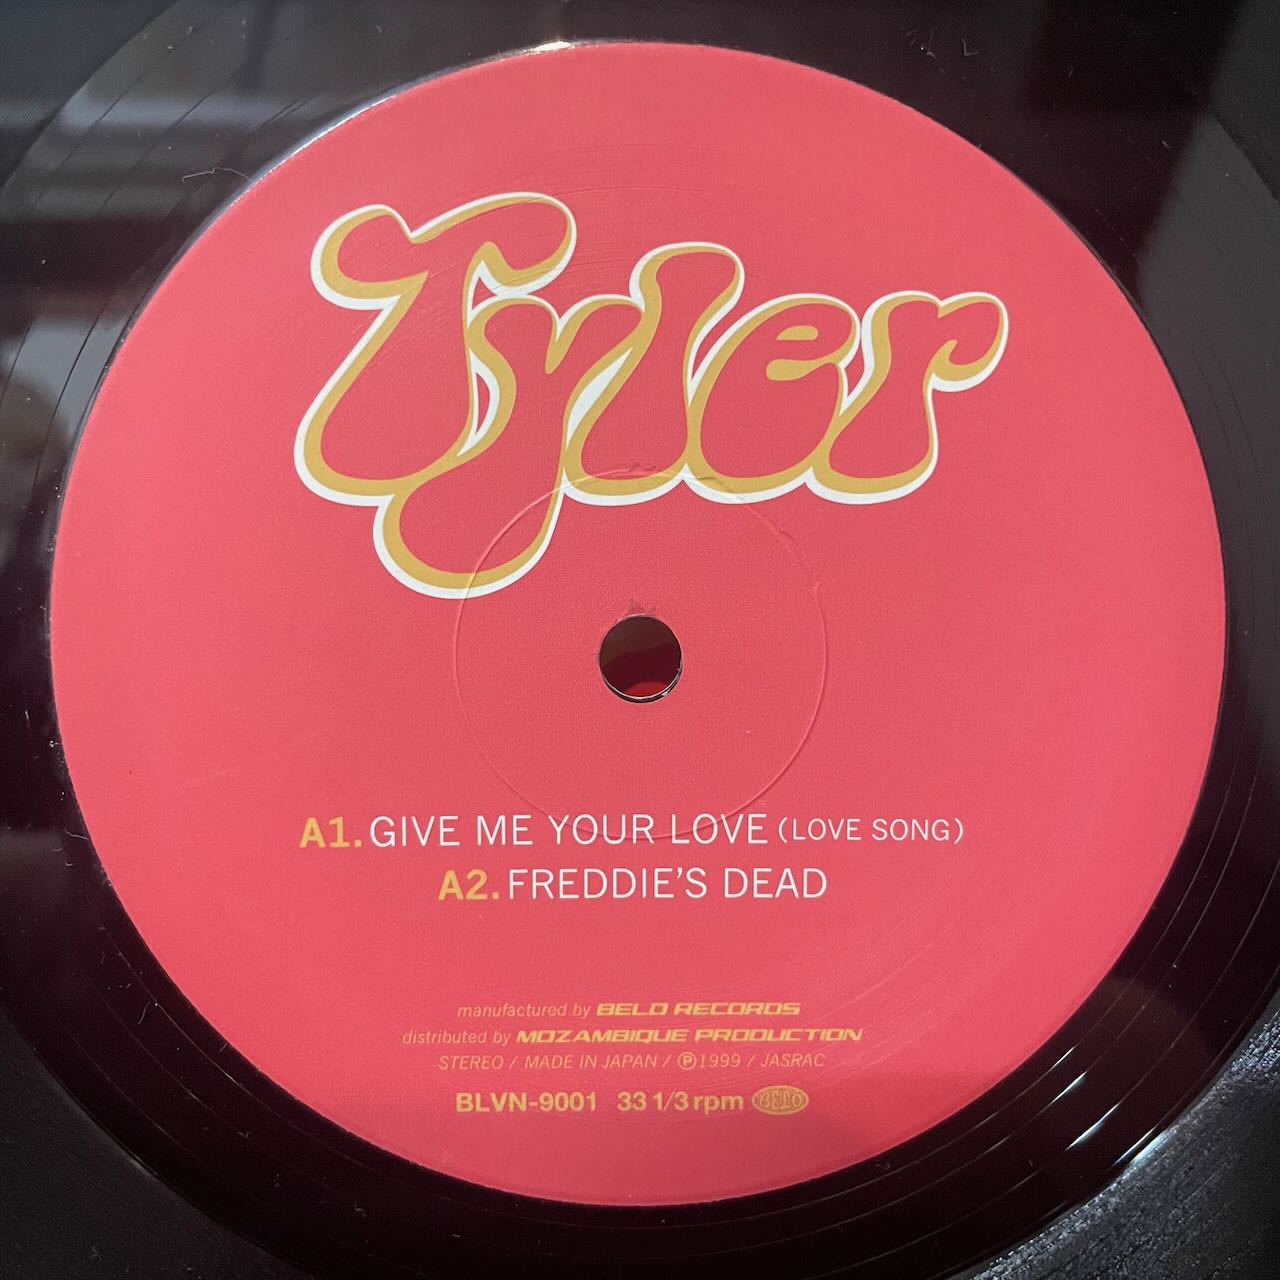 Tyler
A1. GIVE ME YOUR LOVE (LOVE SONG)
A2. FREDDIE'S DEAD
manufactured by BELO RECORDS
distributed by MOZAMBIQUE PRODUCTION
STEREO / MADE IN JAPAN / Ⓟ1999 / JASRAC
BLVN-9001 33 1/3 rpm BELO